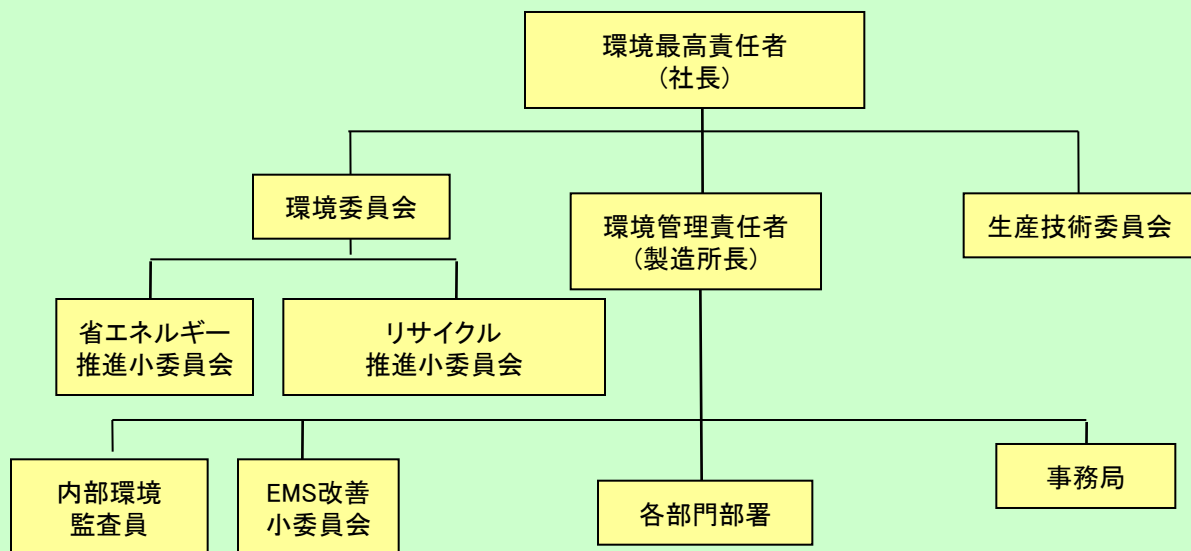 環境最高責任者
(社長)
環境委員会
環境管理責任者
(製造所長)
生産技術委員会
省エネルギー
推進小委員会
リサイクル
推進小委員会
内部環境
監査員
EMS改善
小委員会
各部門部署
事務局